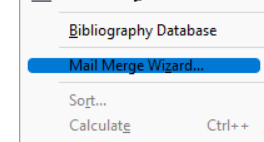 Bibliography Database
Mail Merge Wizard...
Sort...
Calculate Ctrl++